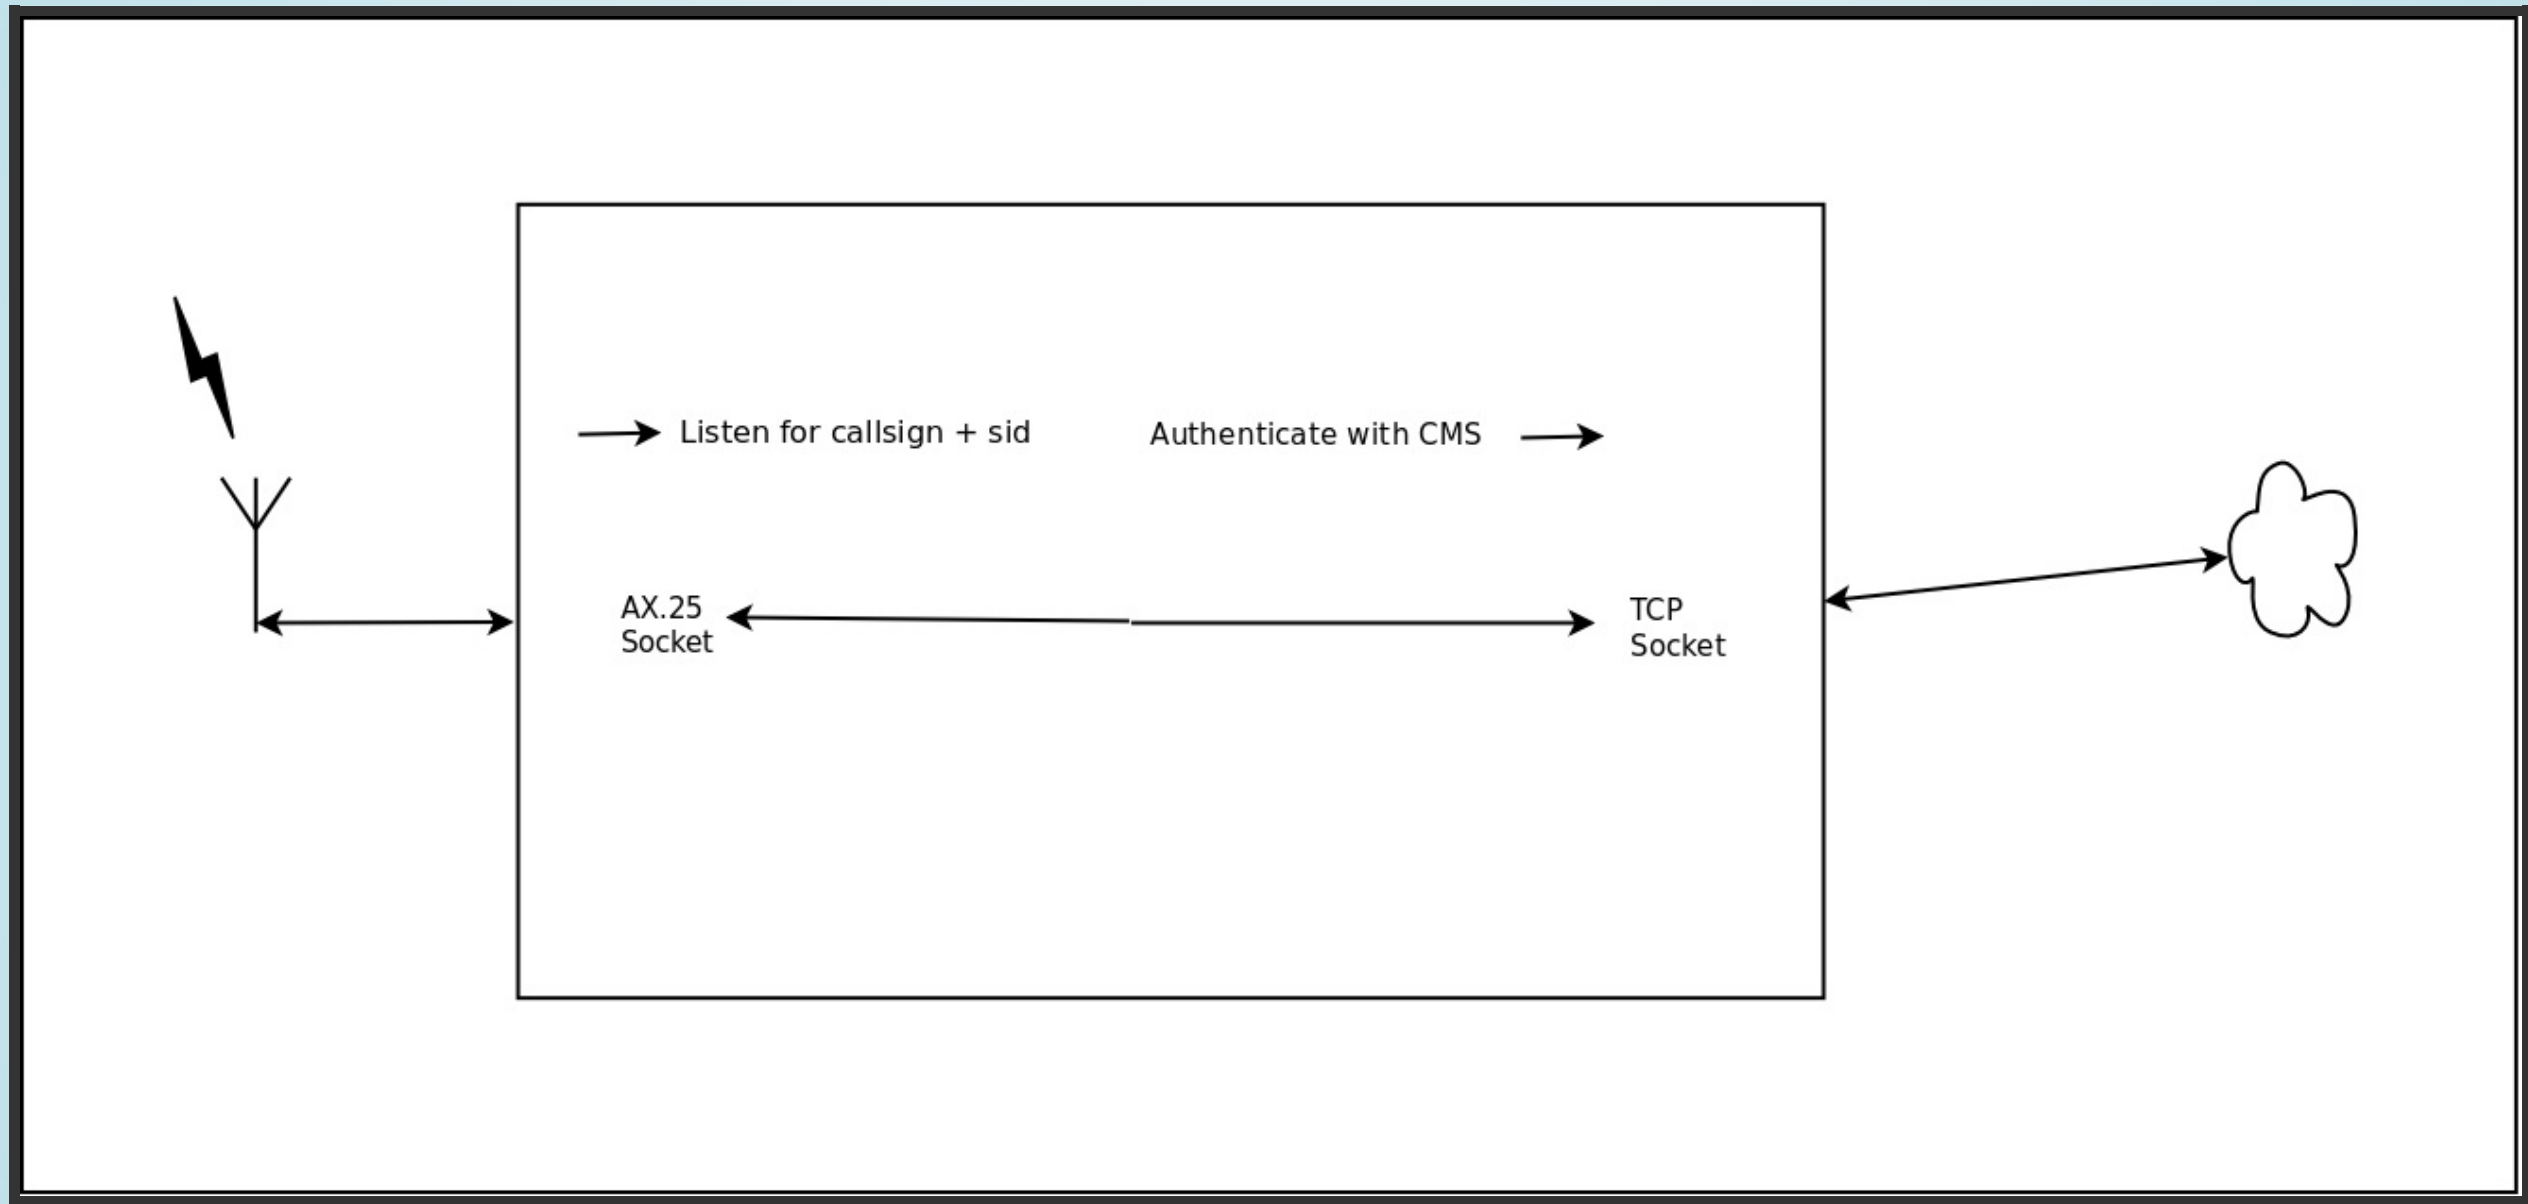 Listen for callsign + sid
Authenticate with CMS
AX.25
Socket
TCP
Socket